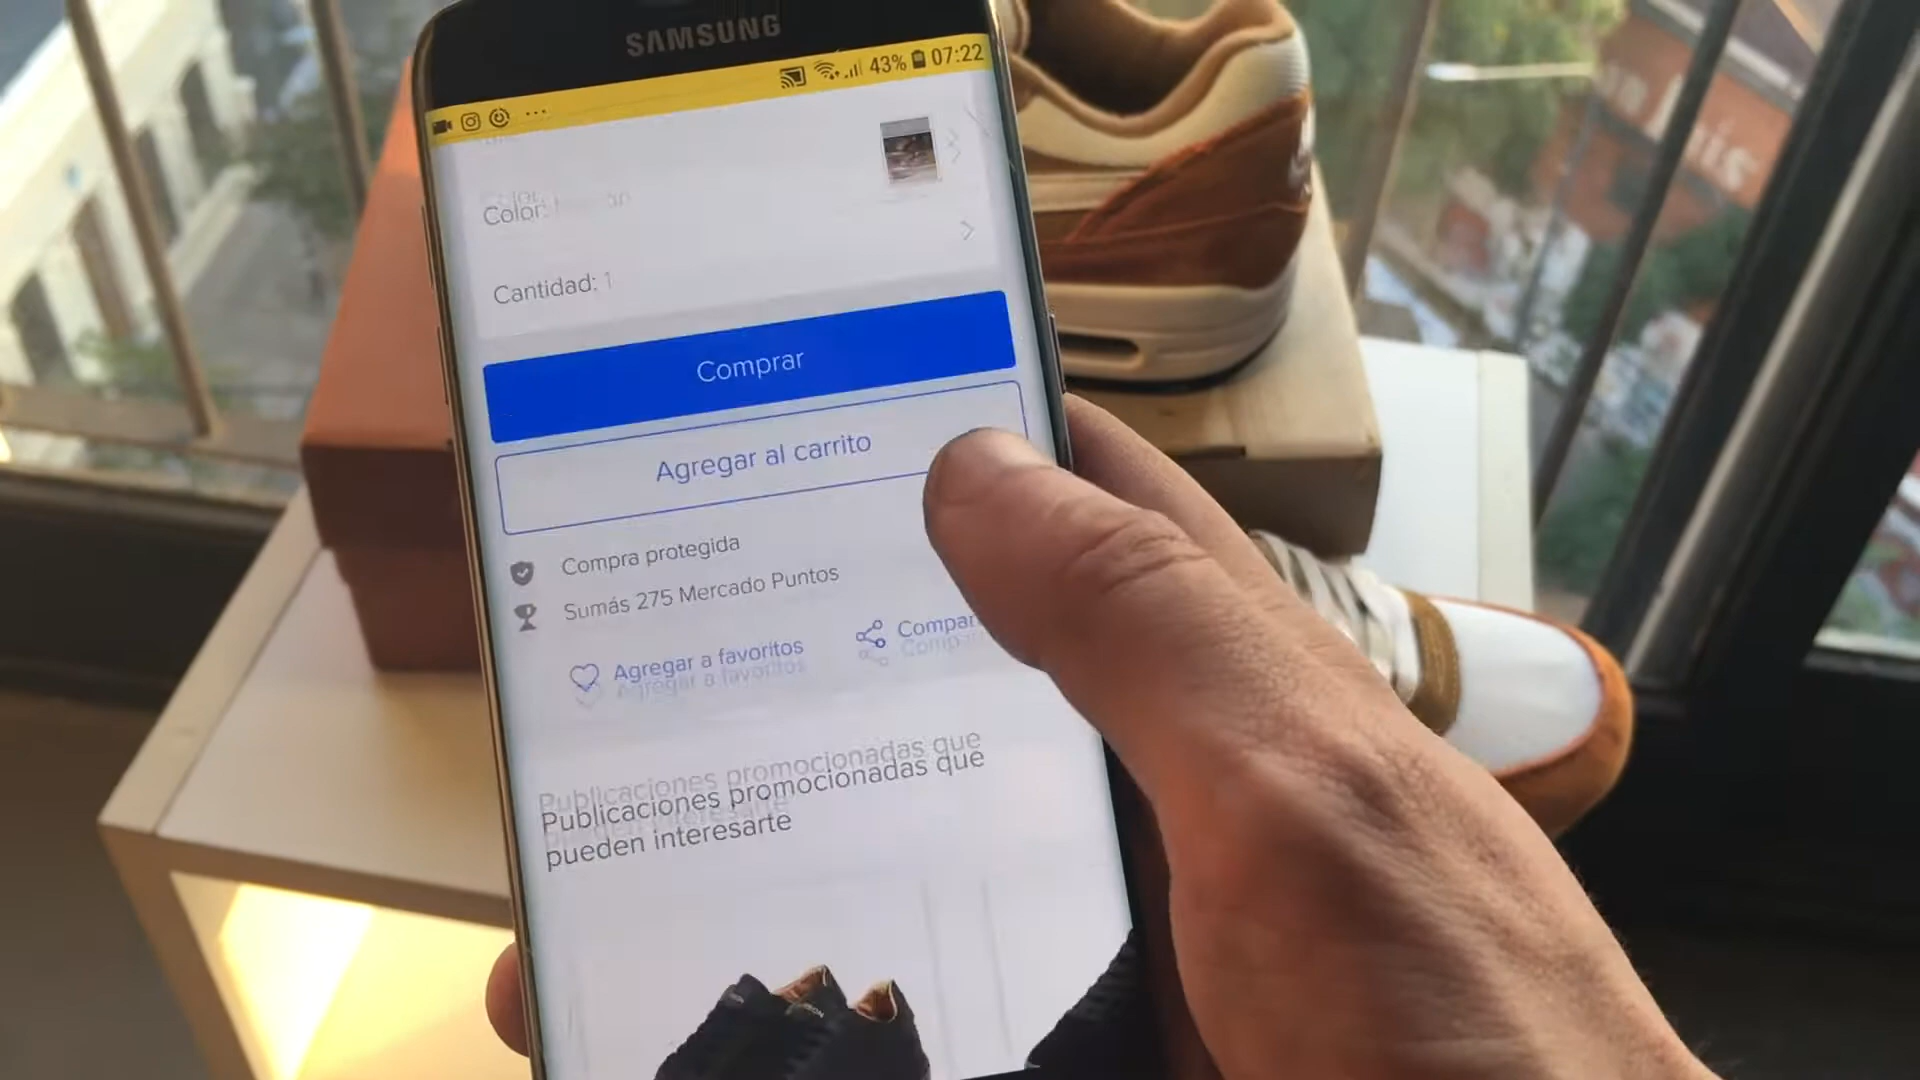 SAMSUNG
43% 07:22
Color:
Cantidad: 1
Comprar
Agregar al carrito
Compra protegida
Sumás 275 Mercado Puntos
Agregar a favoritos
Compar
Publicaciones promocionadas que
pueden interesarte